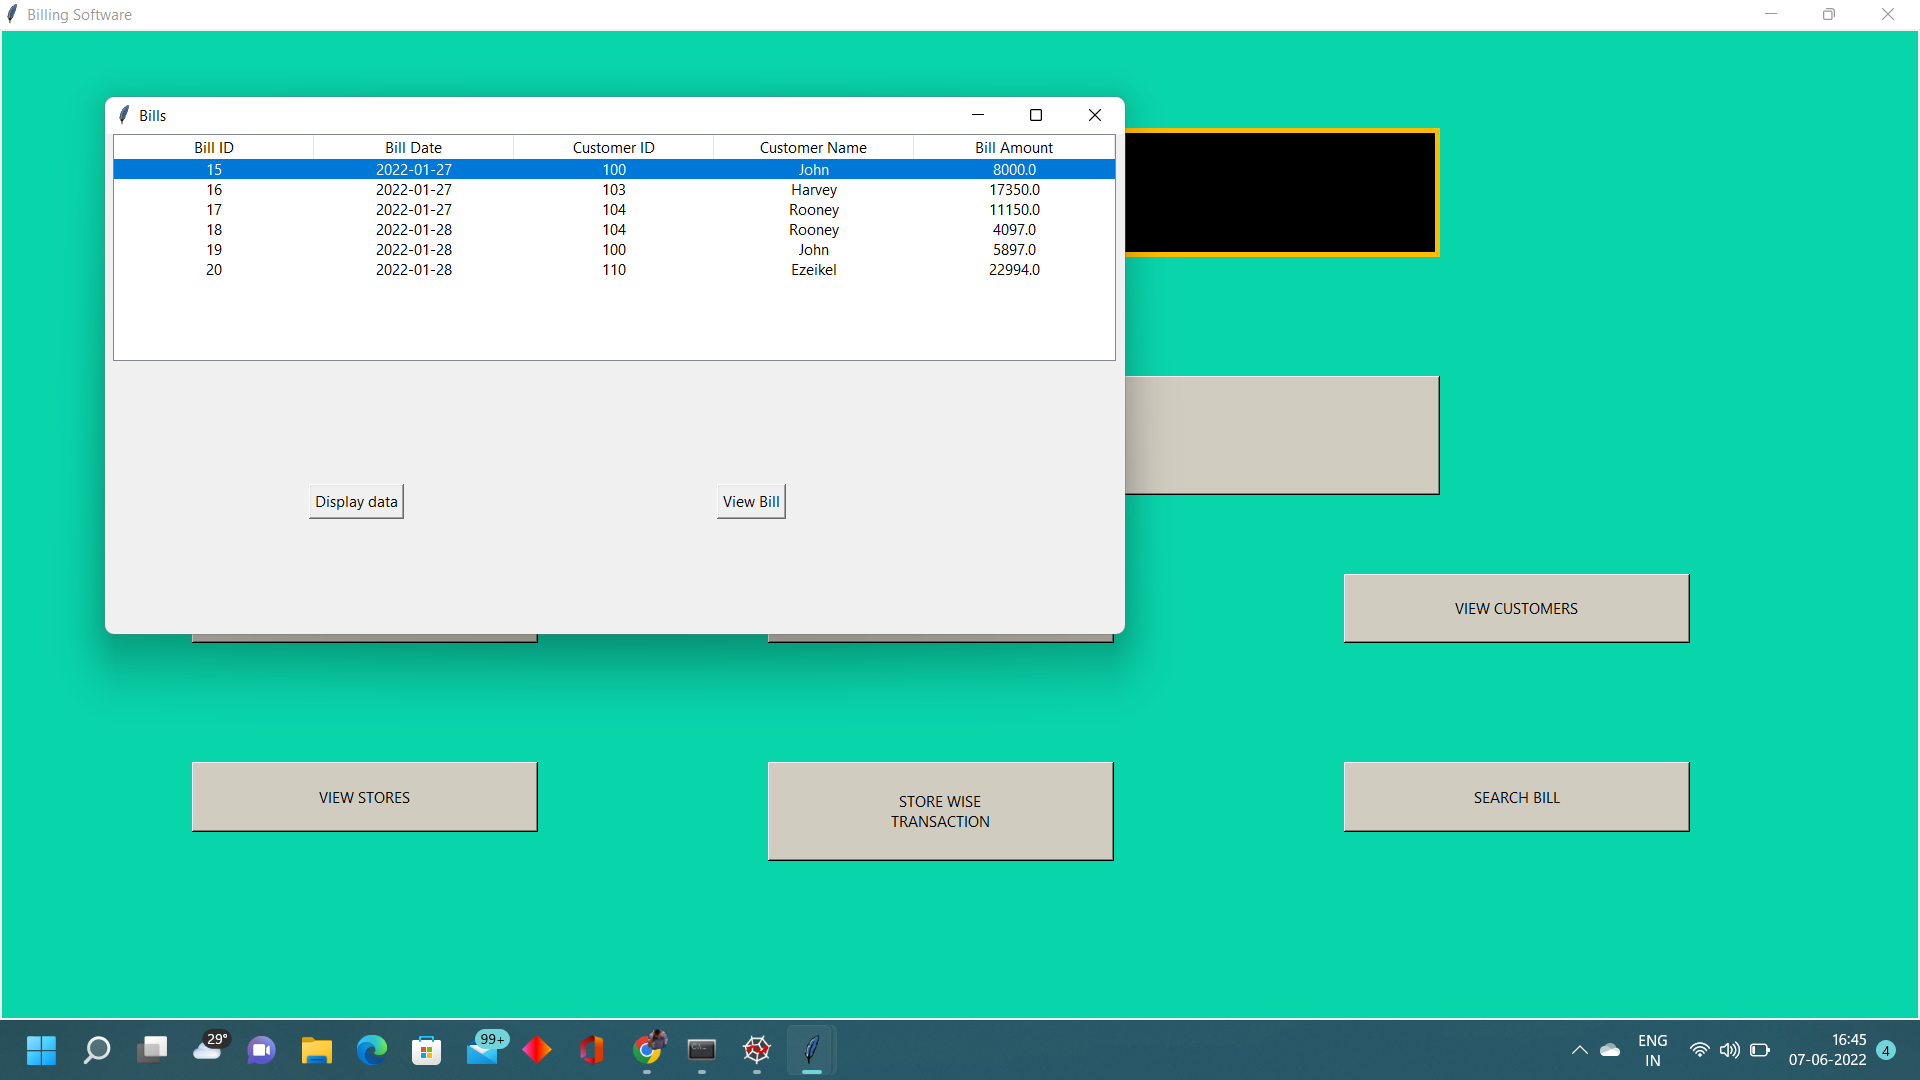 Billing Software
Bills
Bill ID Bill Date Customer ID Customer Name Bill Amount
15 2022-01-27 100 John 8000.0
16 2022-01-27 103 Harvey 17350.0
17 2022-01-27 104 Rooney 11150.0
18 2022-01-28 104 Rooney 4097.0
19 2022-01-28 100 John 5897.0
20 2022-01-28 110 Ezeikel 22994.0
Display data View Bill
VIEW CUSTOMERS
VIEW STORES
STORE WISE
TRANSACTION
SEARCH BILL
29°
99+
ENG
IN
16:45
07-06-2022
4